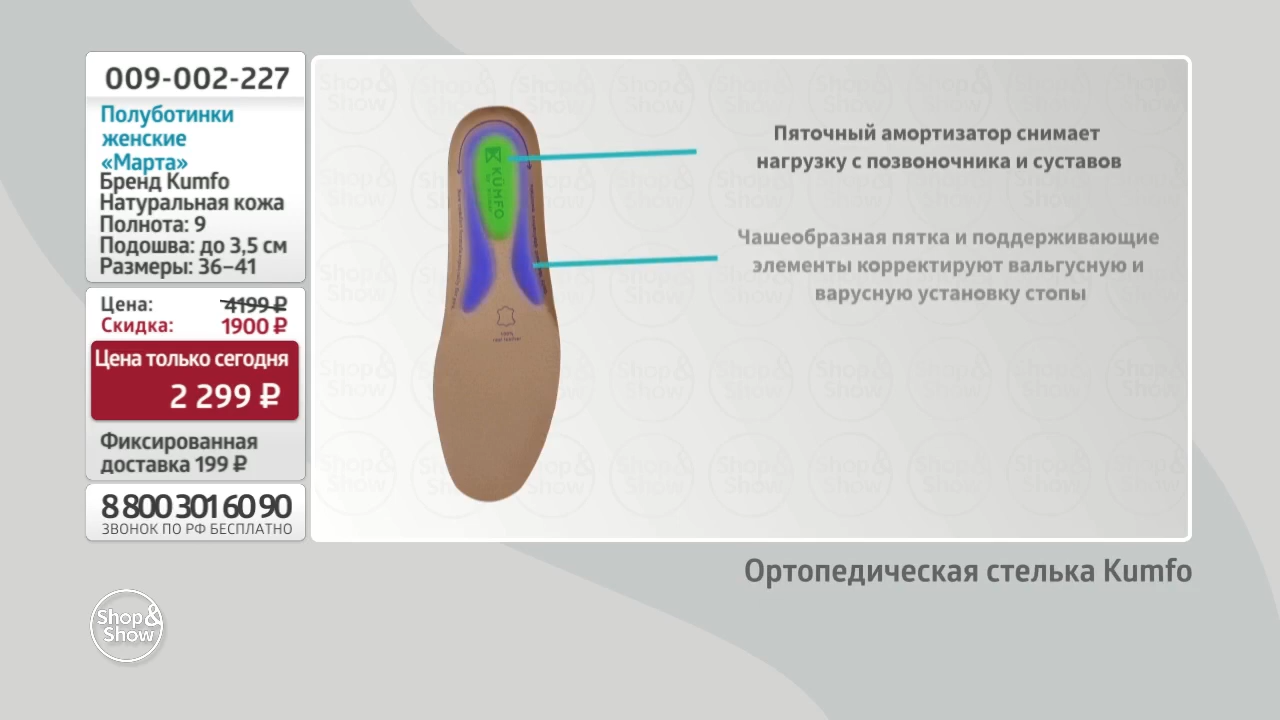 009-002-227
Полуботинки
женские
«Марта»
Бренд Kumfo
Натуральная кожа
Полнота: 9
Подошва: до 3,5 см
Размеры: 36–41
Цена: 4199 ₽
Скидка: 1900 ₽
Цена только сегодня
2 299 ₽
Фиксированная
доставка 199 ₽
8 800 301 60 90
ЗВОНОК ПО РФ БЕСПЛАТНО
Пяточный амортизатор снимает
нагрузку с позвоночника и суставов
Чашеобразная пятка и поддерживающие
элементы корректируют вальгусную и
варусную установку стопы
KUMFO
Ортопедическая стелька Kumfo
Shop&
Show